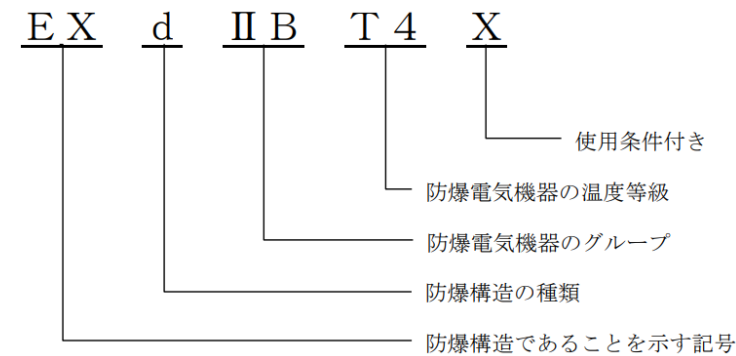 ＥＸ ｄ ⅡＢ Ｔ４ Ｘ
使用条件付き
防爆電気機器の温度等級
防爆電気機器のグループ
防爆構造の種類
防爆構造であることを示す記号